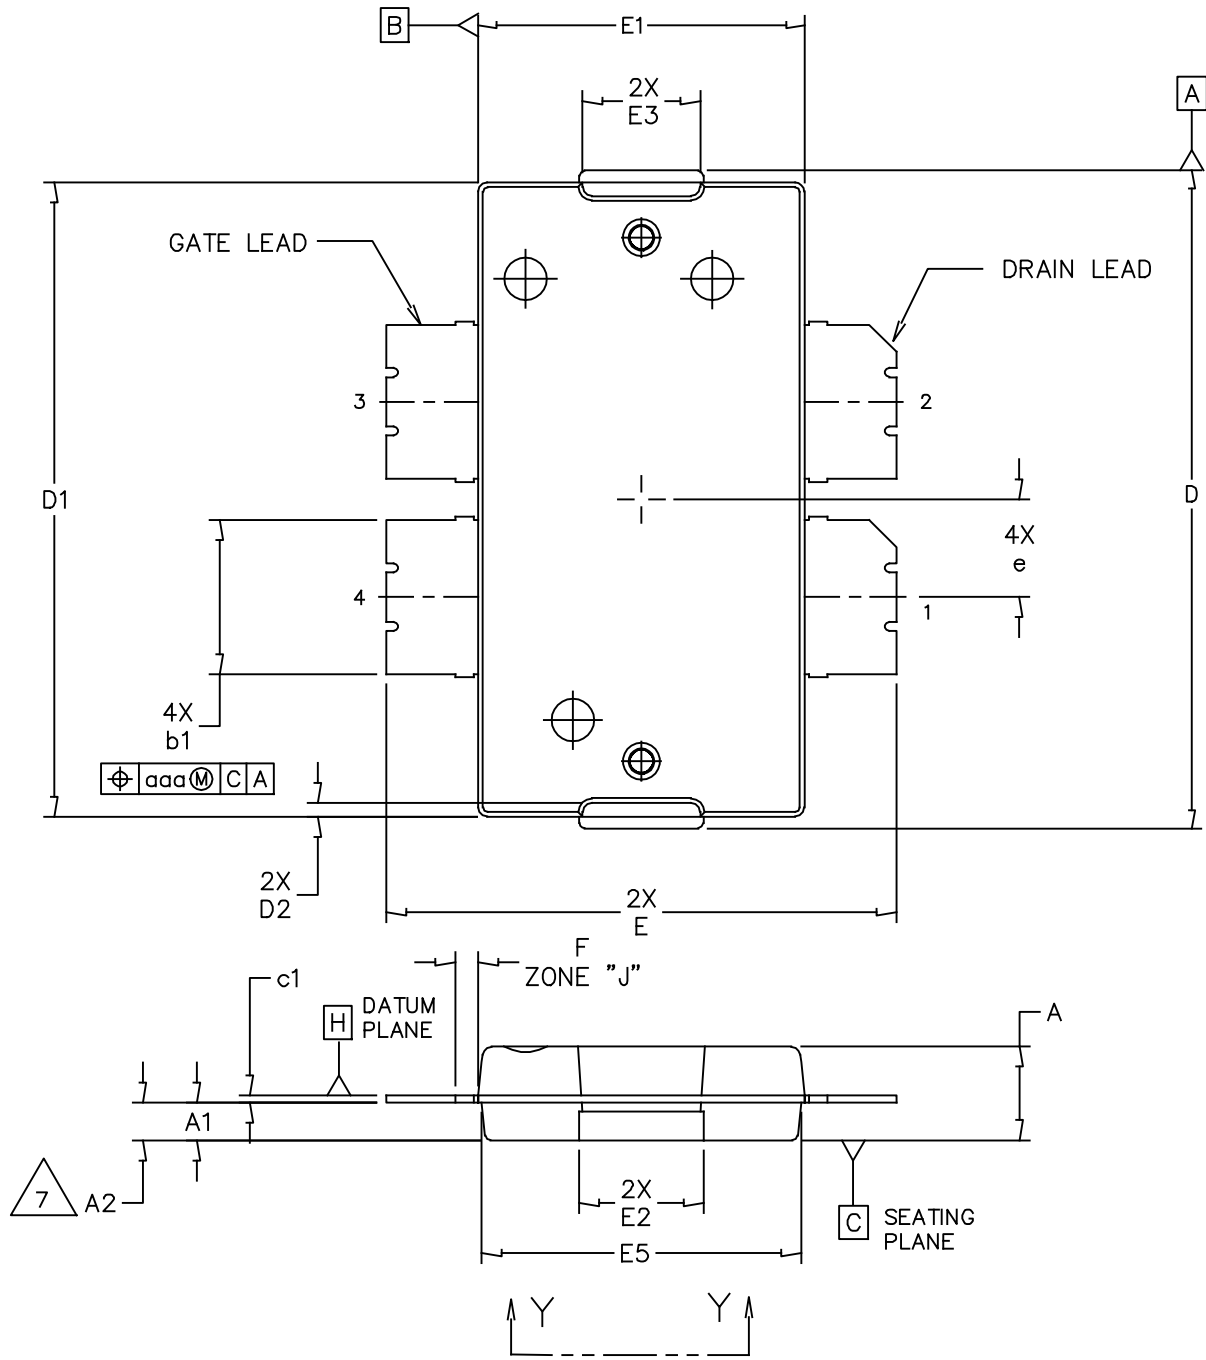 B
E1
2X
E3
A
GATE LEAD
DRAIN LEAD
3
2
D1
D
4X
e
4
1
4X
b1
⌖ aaa Ⓜ C A
2X
D2
2X
E
F
ZONE "J"
c1
H
DATUM
PLANE
A
A1
7
A2
2X
E2
C
SEATING
PLANE
E5
Y
Y